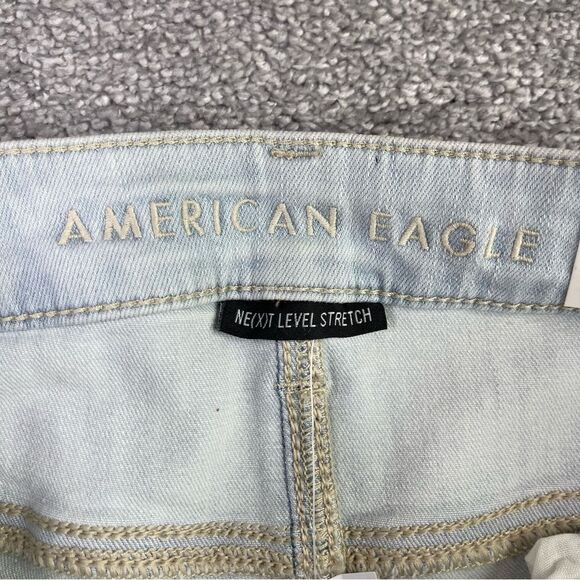 AMERICAN EAGLE
NE(X)T LEVEL STRETCH